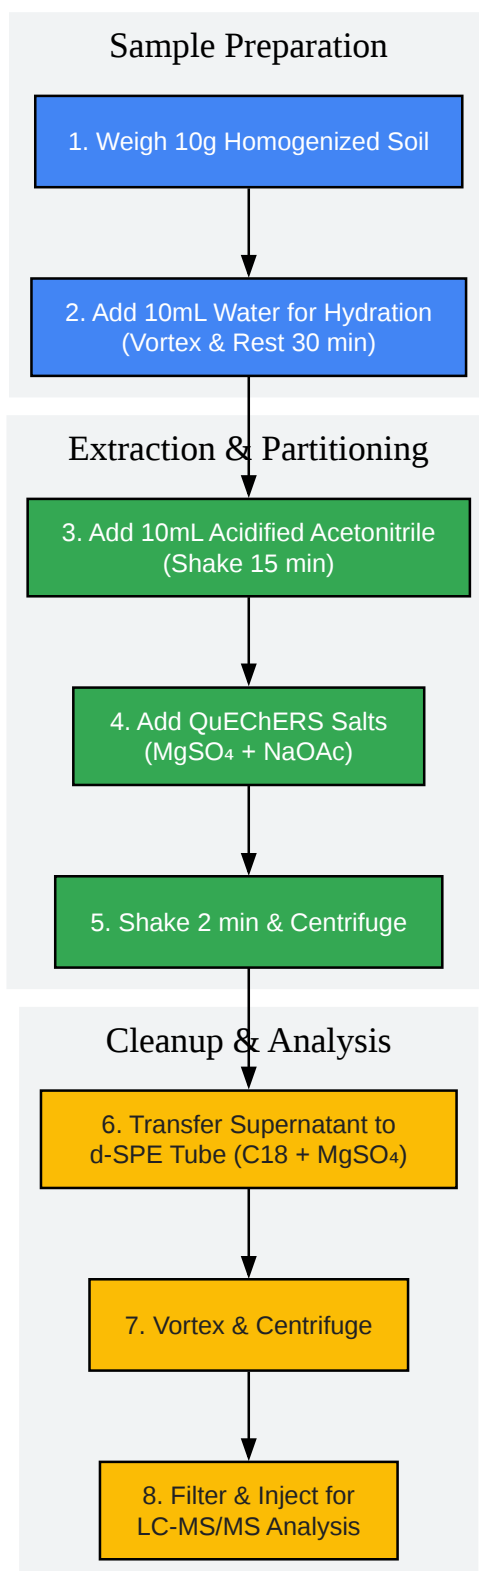 Sample Preparation
1. Weigh 10g Homogenized Soil
2. Add 10mL Water for Hydration
(Vortex & Rest 30 min)
Extraction & Partitioning
3. Add 10mL Acidified Acetonitrile
(Shake 15 min)
4. Add QuEChERS Salts
(MgSO₄ + NaOAc)
5. Shake 2 min & Centrifuge
Cleanup & Analysis
6. Transfer Supernatant to
d-SPE Tube (C18 + MgSO₄)
7. Vortex & Centrifuge
8. Filter & Inject for
LC-MS/MS Analysis